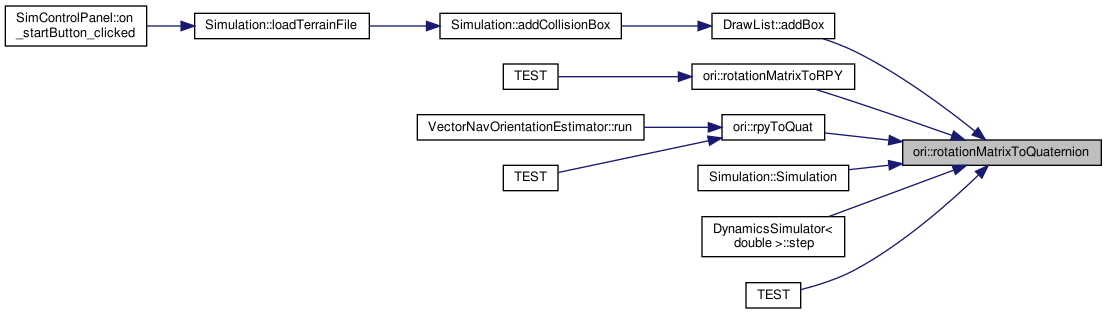 SimControlPanel::on
_startButton_clicked
Simulation::loadTerrainFile
Simulation::addCollisionBox
DrawList::addBox
TEST
ori::rotationMatrixToRPY
VectorNavOrientationEstimator::run
ori::rpyToQuat
ori::rotationMatrixToQuaternion
TEST
Simulation::Simulation
DynamicsSimulator<
double >::step
TEST